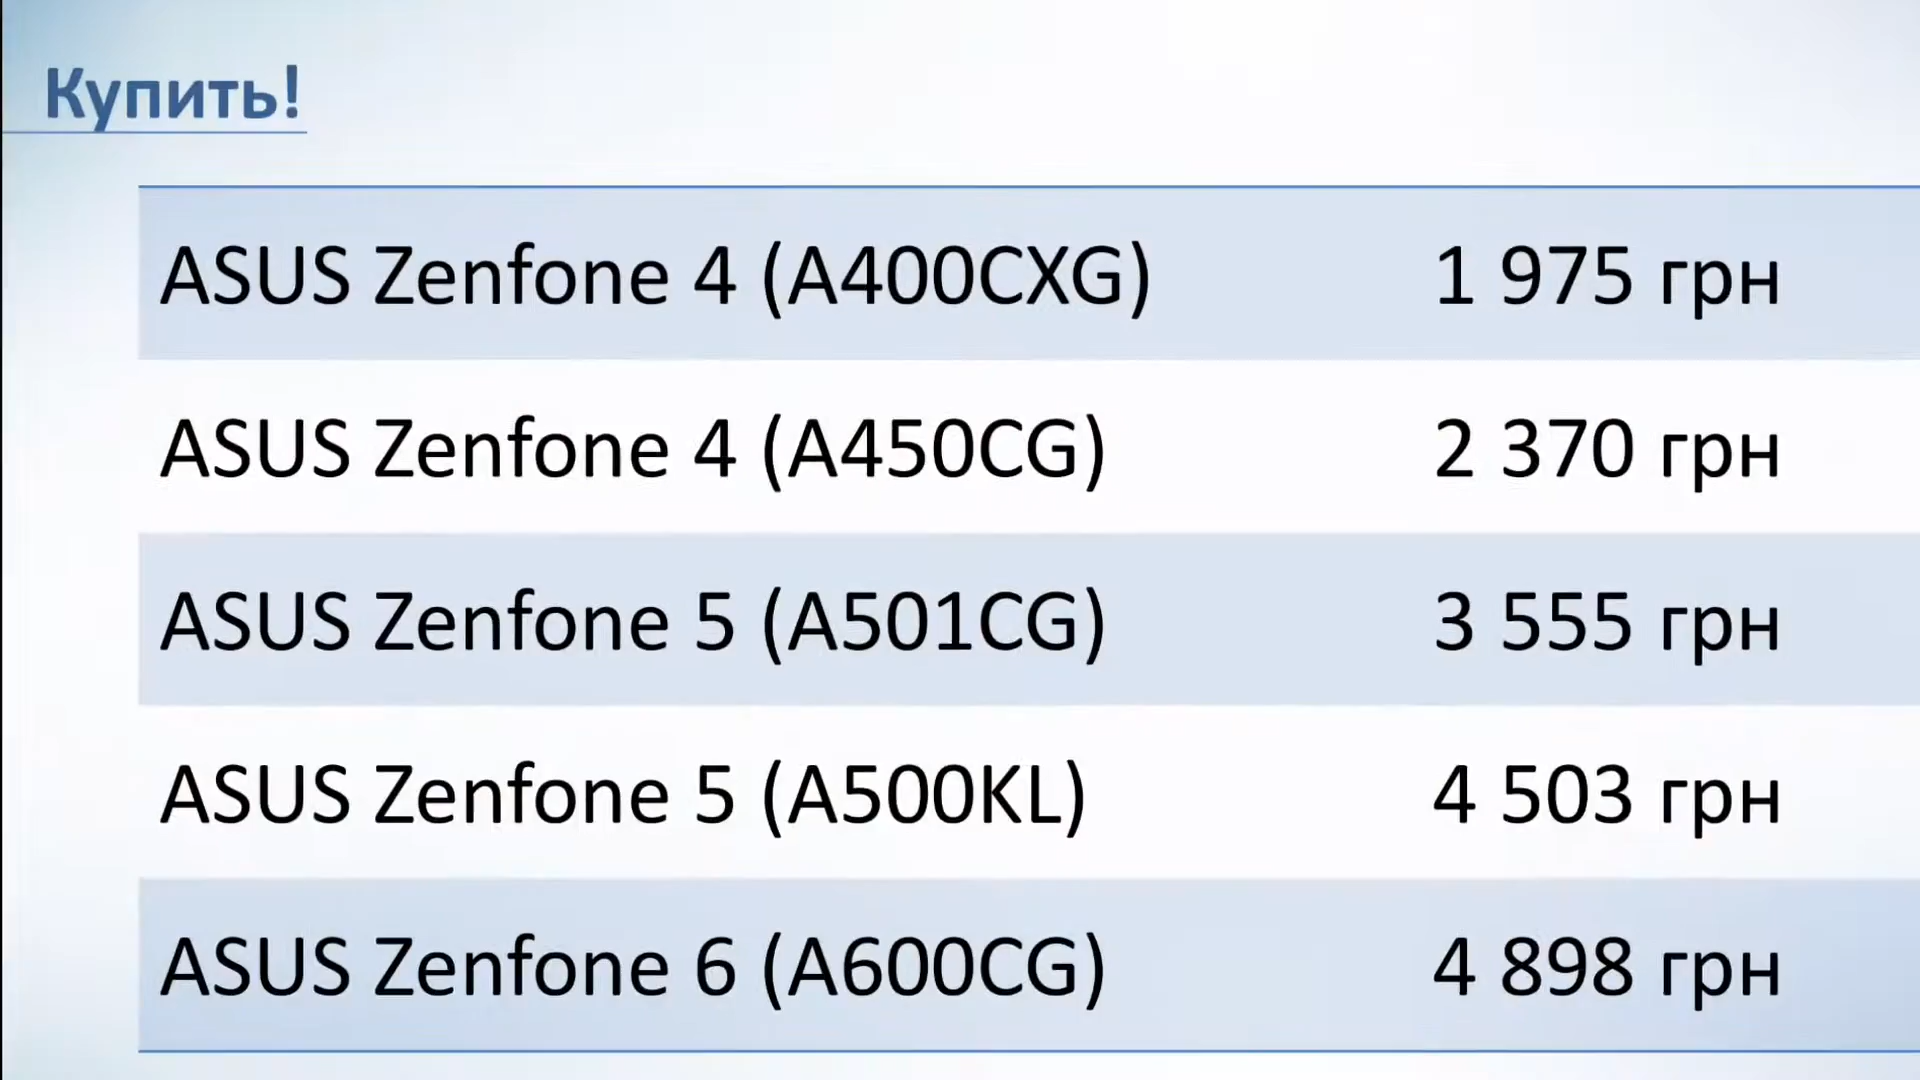 Купить!
ASUS Zenfone 4 (A400CXG) 1 975 грн
ASUS Zenfone 4 (A450CG) 2 370 грн
ASUS Zenfone 5 (A501CG) 3 555 грн
ASUS Zenfone 5 (A500KL) 4 503 грн
ASUS Zenfone 6 (A600CG) 4 898 грн